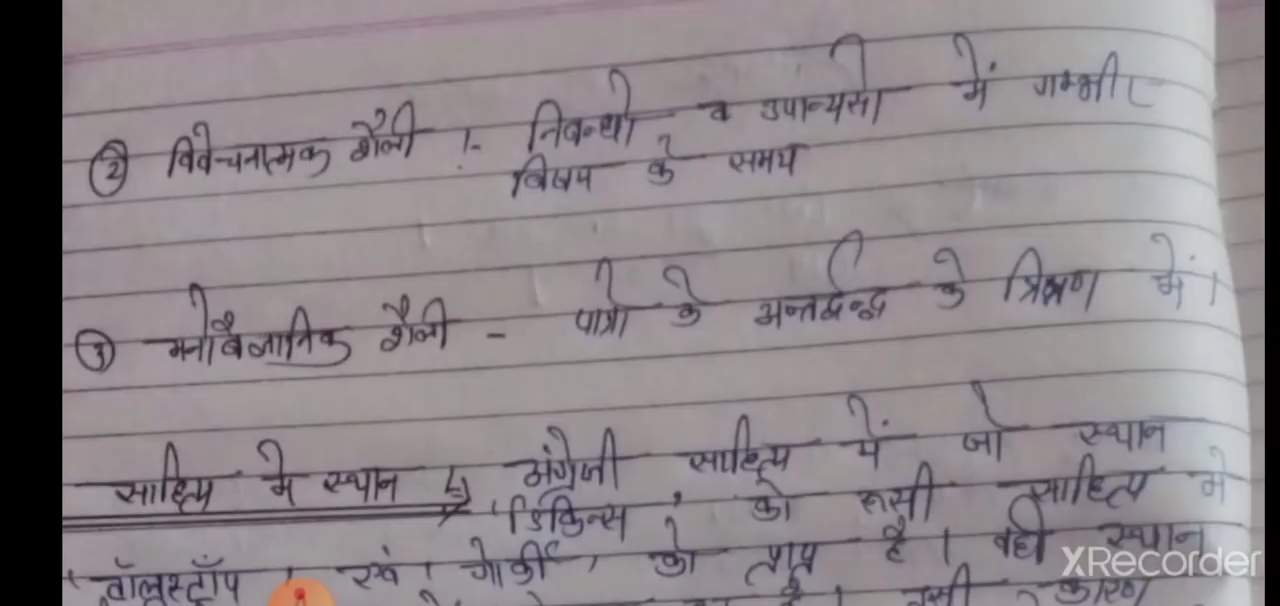 ② विवेचनात्मक शैली :- निबन्धो व उपान्यसो में गम्भीर
विषय के समय
③ मनोवैज्ञानिक शैली - पात्रो के अन्तर्द्वन्द्व के त्रिक्षण में।
साहित्य मे स्थान अंग्रेजी साहित्य में जो स्थान
'डिकिन्स' को रूसी साहित्य मे
'टॉलस्टॉय' एवं 'गोर्की' को प्राप्त है। वही स्थान
कारण
XRecorder